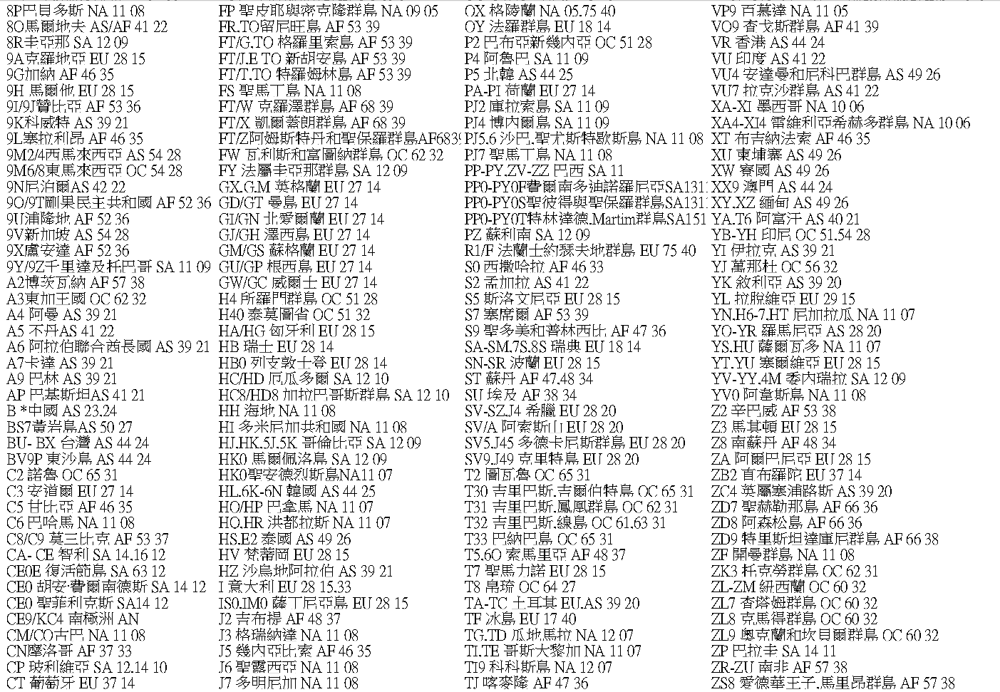 8P巴貝多斯 NA 11 08
8Q馬爾地夫 AS/AF 41 22
8R圭亞那 SA 12 09
9A克羅地亞 EU 28 15
9G加納 AF 46 35
9H 馬爾他 EU 28 15
9I/9J贊比亞 AF 53 36
9K科威特 AS 39 21
9L塞拉利昂 AF 46 35
9M2/4西馬來西亞 AS 54 28
9M6/8東馬來西亞 OC 54 28
9N尼泊爾AS 42 22
9Q/9T剛果民主共和國 AF 52 36
9U浦隆地 AF 52 36
9V新加坡 AS 54 28
9X盧安達 AF 52 36
9Y/9Z千里達及托巴哥 SA 11 09
A2博茨瓦納 AF 57 38
A3東加王國 OC 62 32
A4 阿曼 AS 39 21
A5 不丹AS 41 22
A6 阿拉伯聯合酋長國 AS 39 21
A7卡達 AS 39 21
A9 巴林 AS 39 21
AP 巴基斯坦AS 41 21
B *中國 AS 23.24
BS7黃岩島AS 50 27
BU- BX 台灣 AS 44 24
BV9P 東沙島 AS 44 24
C2 諾魯 OC 65 31
C3 安道爾 EU 27 14
C5 甘比亞 AF 46 35
C6 巴哈馬 NA 11 08
C8/C9 莫三比克 AF 53 37
CA- CE 智利 SA 14.16 12
CE0E 復活節島 SA 63 12
CE0 胡安·費爾南德斯 SA 14 12
CE0 聖菲利克斯 SA14 12
CE9/KC4 南極洲 AN
CM/CO古巴 NA 11 08
CN摩洛哥 AF 37 33
CP 玻利維亞 SA 12.14 10
CT 葡萄牙 EU 37 14
FP 聖皮耶與密克隆群島 NA 09 05
FR.TO留尼旺島 AF 53 39
FT/G.TO 格羅里索島 AF 53 39
FT/J.E TO 新胡安島 AF 53 39
FT/T.TO 特羅姆林島 AF 53 39
FS 聖馬丁島 NA 11 08
FT/W 克羅澤群島 AF 68 39
FT/X 凱爾蓋朗群島 AF 68 39
FT/Z阿姆斯特丹和聖保羅群島AF6839
FW 瓦利斯和富圖納群島 OC 62 32
FY 法屬圭亞那群島 SA 12 09
GX.G.M 英格蘭 EU 27 14
GD/GT 曼島 EU 27 14
GI/GN 北愛爾蘭 EU 27 14
GJ/GH 澤西島 EU 27 14
GM/GS 蘇格蘭 EU 27 14
GU/GP 根西島 EU 27 14
GW/GC 威爾士 EU 27 14
H4 所羅門群島 OC 51 28
H40 泰莫圖省 OC 51 32
HA/HG 匈牙利 EU 28 15
HB 瑞士 EU 28 14
HB0 列支敦士登 EU 28 14
HC/HD 厄瓜多爾 SA 12 10
HC8/HD8 加拉巴哥斯群島 SA 12 10
HH 海地 NA 11 08
HI 多米尼加共和國 NA 11 08
HJ.HK.5J.5K 哥倫比亞 SA 12 09
HK0 馬爾佩洛島 SA 12 09
HK0聖安德烈斯島NA11 07
HL.6K-6N 韓國 AS 44 25
HO/HP 巴拿馬 NA 11 07
HQ.HR 洪都拉斯 NA 11 07
HS.E2 泰國 AS 49 26
HV 梵蒂岡 EU 28 15
HZ 沙烏地阿拉伯 AS 39 21
I 意大利 EU 28 15.33
IS0.IM0 薩丁尼亞島 EU 28 15
J2 吉布提 AF 48 37
J3 格瑞納達 NA 11 08
J5 幾內亞比索 AF 46 35
J6 聖露西亞 NA 11 08
J7 多明尼加 NA 11 08
OX 格陵蘭 NA 05.75 40
OY 法羅群島 EU 18 14
P2 巴布亞新幾內亞 OC 51 28
P4 阿魯巴 SA 11 09
P5 北韓 AS 44 25
PA-PI 荷蘭 EU 27 14
PJ2 庫拉索島 SA 11 09
PJ4 博內爾島 SA 11 09
PJ5.6 沙巴.聖尤斯特歇斯島 NA 11 08
PJ7 聖馬丁島 NA 11 08
PP-PY.ZV-ZZ 巴西 SA 11
PP0-PY0F費爾南多迪諾羅尼亞SA131
PP0-PY0S聖彼得與聖保羅群島SA131
PP0-PY0T特林達德.Martim群島SA151
PZ 蘇利南 SA 12 09
R1/F 法蘭士約瑟夫地群島 EU 75 40
S0 西撒哈拉 AF 46 33
S2 孟加拉 AS 41 22
S5 斯洛文尼亞 EU 28 15
S7 塞席爾 AF 53 39
S9 聖多美和普林西比 AF 47 36
SA-SM.7S.8S 瑞典 EU 18 14
SN-SR 波蘭 EU 28 15
ST 蘇丹 AF 47.48 34
SU 埃及 AF 38 34
SV-SZ.J4 希臘 EU 28 20
SV/A 阿索斯山 EU 28 20
SV5.J45 多德卡尼斯群島 EU 28 20
SV9.J49 克里特島 EU 28 20
T2 圖瓦魯 OC 65 31
T30 吉里巴斯.吉爾伯特島 OC 65 31
T31 吉里巴斯.鳳凰群島 OC 62 31
T32 吉里巴斯.線島 OC 61.63 31
T33 巴納巴島 OC 65 31
T5.6O 索馬里亞 AF 48 37
T7 聖馬力諾 EU 28 15
T8 帛琉 OC 64 27
TA-TC 土耳其 EU.AS 39 20
TF 冰島 EU 17 40
TG.TD 瓜地馬拉 NA 12 07
TI.TE 哥斯大黎加 NA 11 07
TI9 科科斯島 NA 12 07
TJ 喀麥隆 AF 47 36
VP9 百慕達 NA 11 05
VQ9 查戈斯群島 AF 41 39
VR 香港 AS 44 24
VU 印度 AS 41 22
VU4 安達曼和尼科巴群島 AS 49 26
VU7 拉克沙群島 AS 41 22
XA-XI 墨西哥 NA 10 06
XA4-XI4 雷維利亞希赫多群島 NA 10 06
XT 布吉納法索 AF 46 35
XU 柬埔寨 AS 49 26
XW 寮國 AS 49 26
XX9 澳門 AS 44 24
XY.XZ 緬甸 AS 49 26
YA.T6 阿富汗 AS 40 21
YB-YH 印尼 OC 51.54 28
YI 伊拉克 AS 39 21
YJ 萬那杜 OC 56 32
YK 敘利亞 AS 39 20
YL 拉脫維亞 EU 29 15
YN.H6-7.HT 尼加拉瓜 NA 11 07
YO-YR 羅馬尼亞 AS 28 20
YS.HU 薩爾瓦多 NA 11 07
YT.YU 塞爾維亞 EU 28 15
YV-YY.4M 委內瑞拉 SA 12 09
YV0 阿韋斯島 NA 11 08
Z2 辛巴威 AF 53 38
Z3 馬其頓 EU 28 15
Z8 南蘇丹 AF 48 34
ZA 阿爾巴尼亞 EU 28 15
ZB2 直布羅陀 EU 37 14
ZC4 英屬塞浦路斯 AS 39 20
ZD7 聖赫勒那島 AF 66 36
ZD8 阿森松島 AF 66 36
ZD9 特里斯坦達庫尼群島 AF 66 38
ZF 開曼群島 NA 11 08
ZK3 托克勞群島 OC 62 31
ZL-ZM 紐西蘭 OC 60 32
ZL7 查塔姆群島 OC 60 32
ZL8 克馬得群島 OC 60 32
ZL9 奧克蘭和坎貝爾群島 OC 60 32
ZP 巴拉圭 SA 14 11
ZR-ZU 南非 AF 57 38
ZS8 愛德華王子.馬里昂群島 AF 57 38